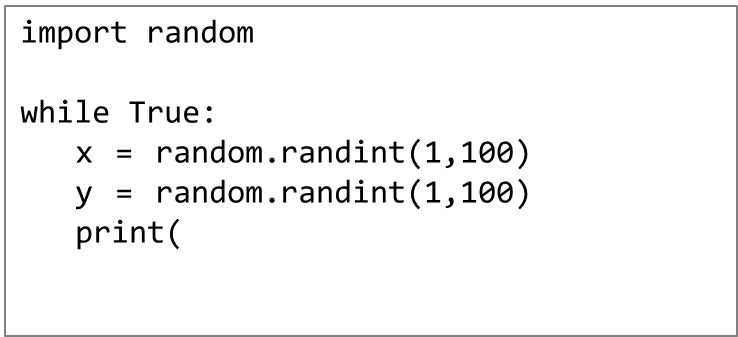 import random

while True:
   x = random.randint(1,100)
   y = random.randint(1,100)
   print(